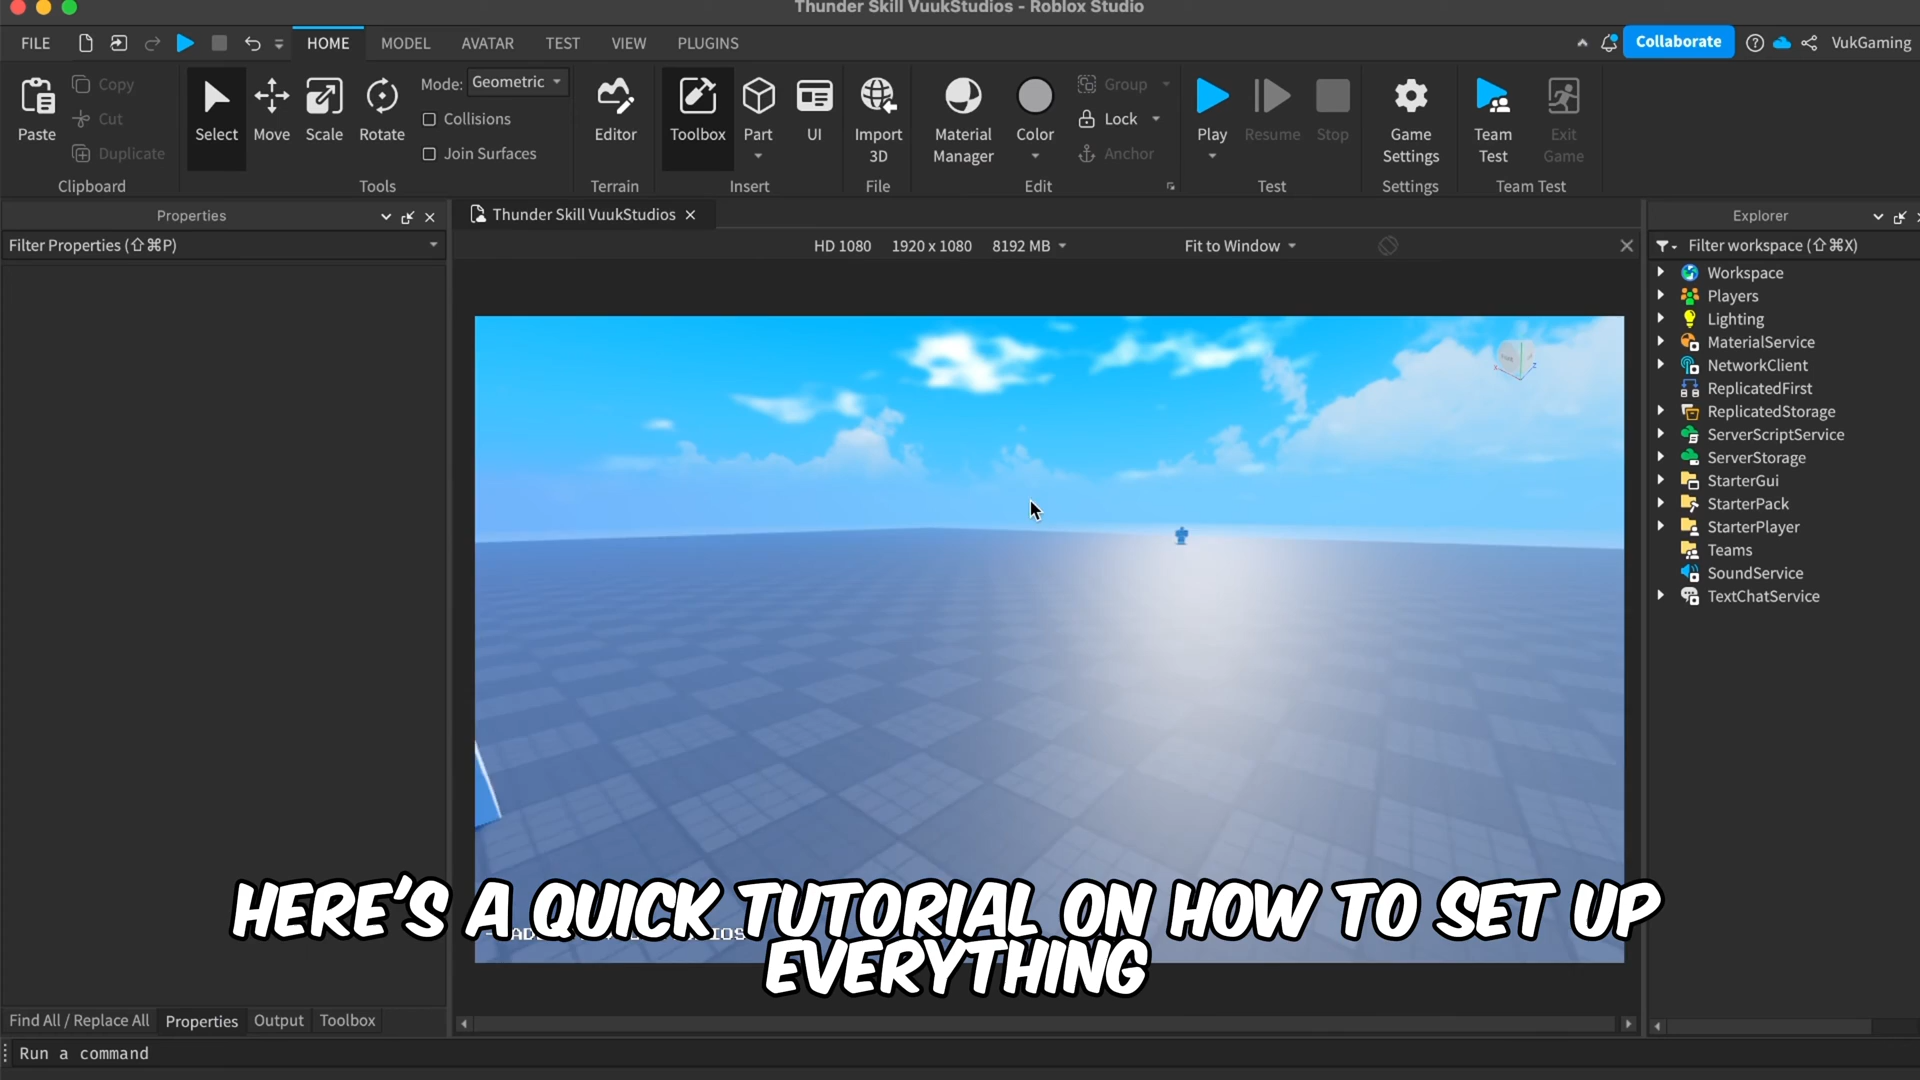 Thunder Skill VuukStudios - Roblox Studio
FILE HOME MODEL AVATAR TEST VIEW PLUGINS Collaborate VukGaming
Paste
Copy
Cut
Duplicate
Clipboard
Select Move Scale Rotate
Mode: Geometric
Collisions
Join Surfaces
Tools
Editor
Terrain
Toolbox Part UI
Insert
Import
3D
File
Material
Manager
Color
Group
Lock
Anchor
Edit
Play Resume Stop
Test
Game
Settings
Settings
Team
Test
Exit
Game
Team Test
Properties
Filter Properties (⇧⌘P)
Thunder Skill VuukStudios
HD 1080 1920 x 1080 8192 MB Fit to Window
Explorer
Filter workspace (⇧⌘X)
Workspace
Players
Lighting
MaterialService
NetworkClient
ReplicatedFirst
ReplicatedStorage
ServerScriptService
ServerStorage
StarterGui
StarterPack
StarterPlayer
Teams
SoundService
TextChatService
HERE'S A QUICK TUTORIAL ON HOW TO SET UP
EVERYTHING
Find All / Replace All Properties Output Toolbox
Run a command